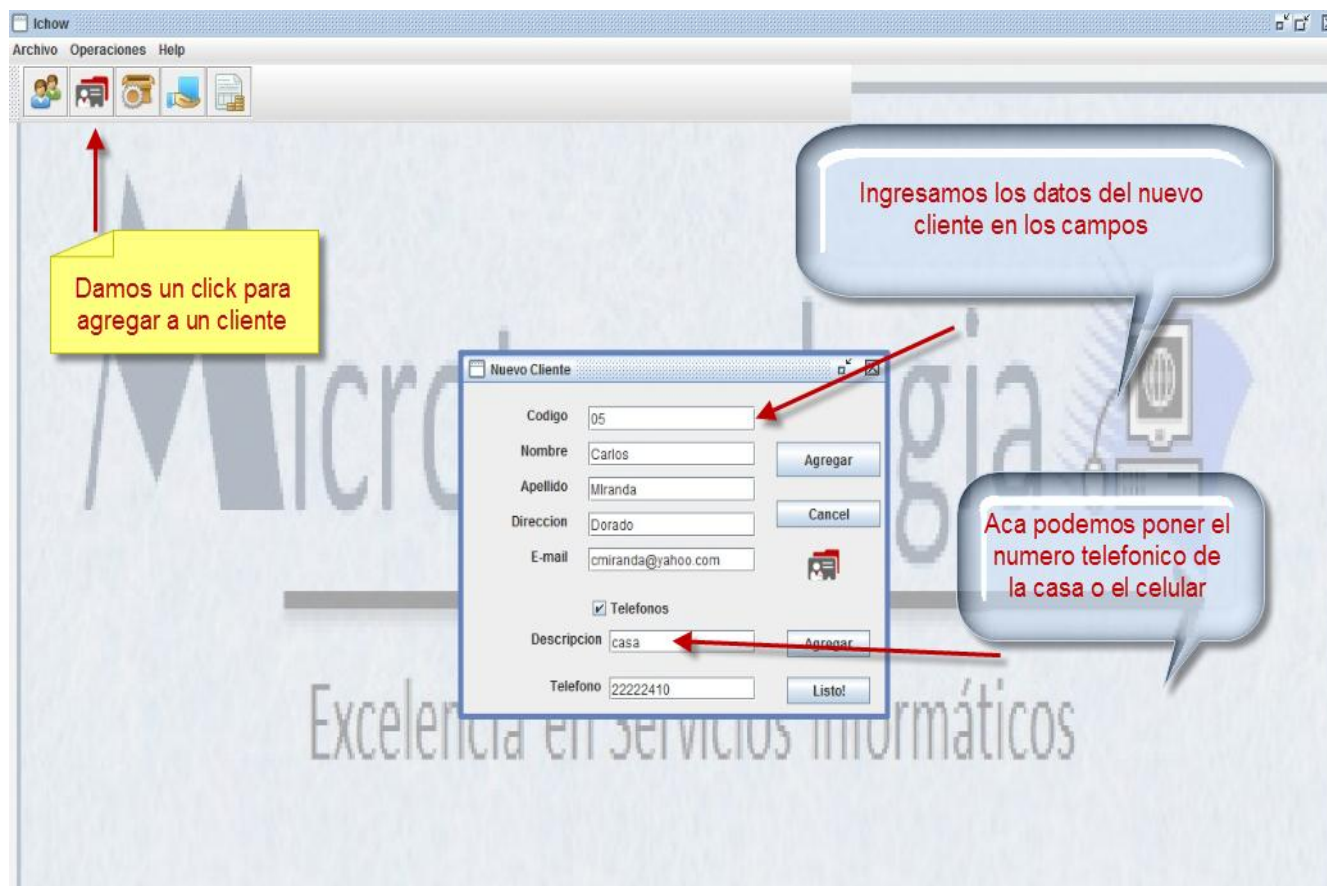 Ichow
Archivo Operaciones Help
Damos un click para
agregar a un cliente
Ingresamos los datos del nuevo
cliente en los campos
Nuevo Cliente
Codigo 05
Nombre Carlos
Agregar
Apellido MIranda
Cancel
Direccion Dorado
E-mail cmiranda@yahoo.com
Telefonos
Descripcion casa
Agregar
Telefono 22222410
Listo!
Aca podemos poner el
numero telefonico de
la casa o el celular
Excelencia en Servicios Informáticos